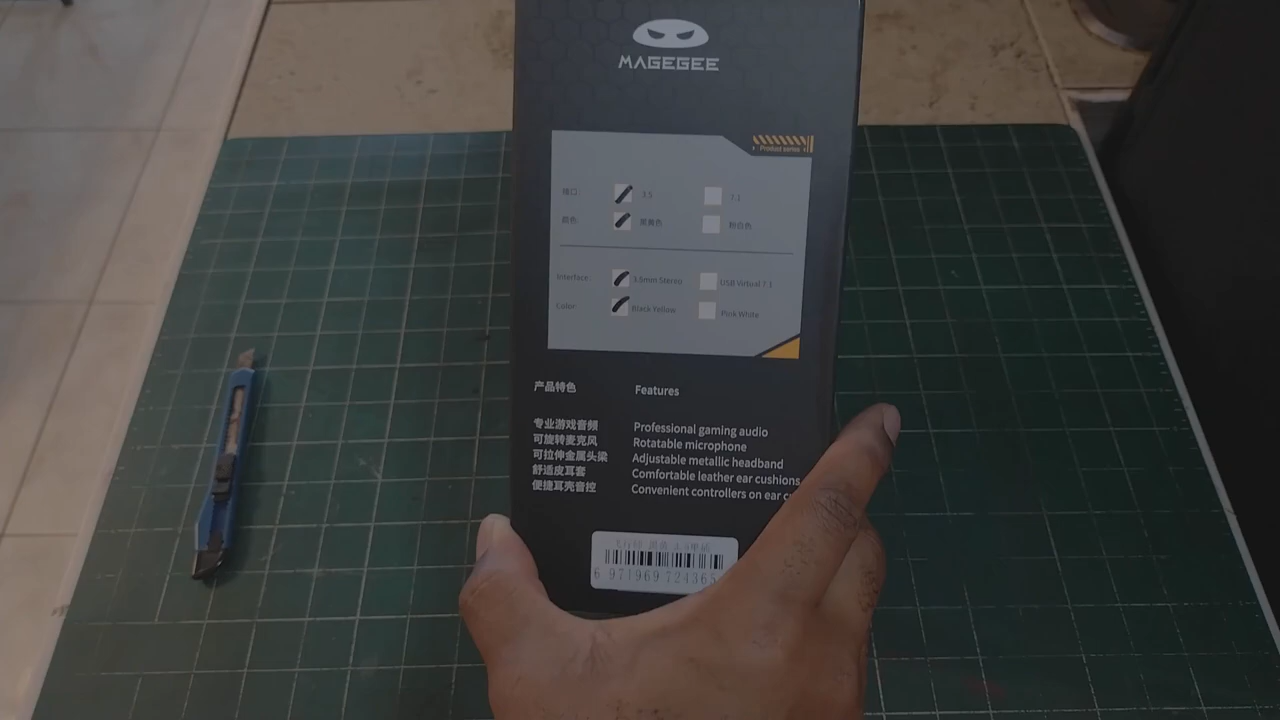 MAGEGEE
Product series
端口: 3.5 7.1
颜色: 黑黄色 粉白色
Interface: 3.5mm Stereo USB Virtual 7.1
Color: Black Yellow Pink White
产品特色 Features
专业游戏音频 Professional gaming audio
可旋转麦克风 Rotatable microphone
可拉伸金属头梁 Adjustable metallic headband
舒适皮耳套 Comfortable leather ear cushions
便捷耳壳音控 Convenient controllers on ear
6 971969 724365